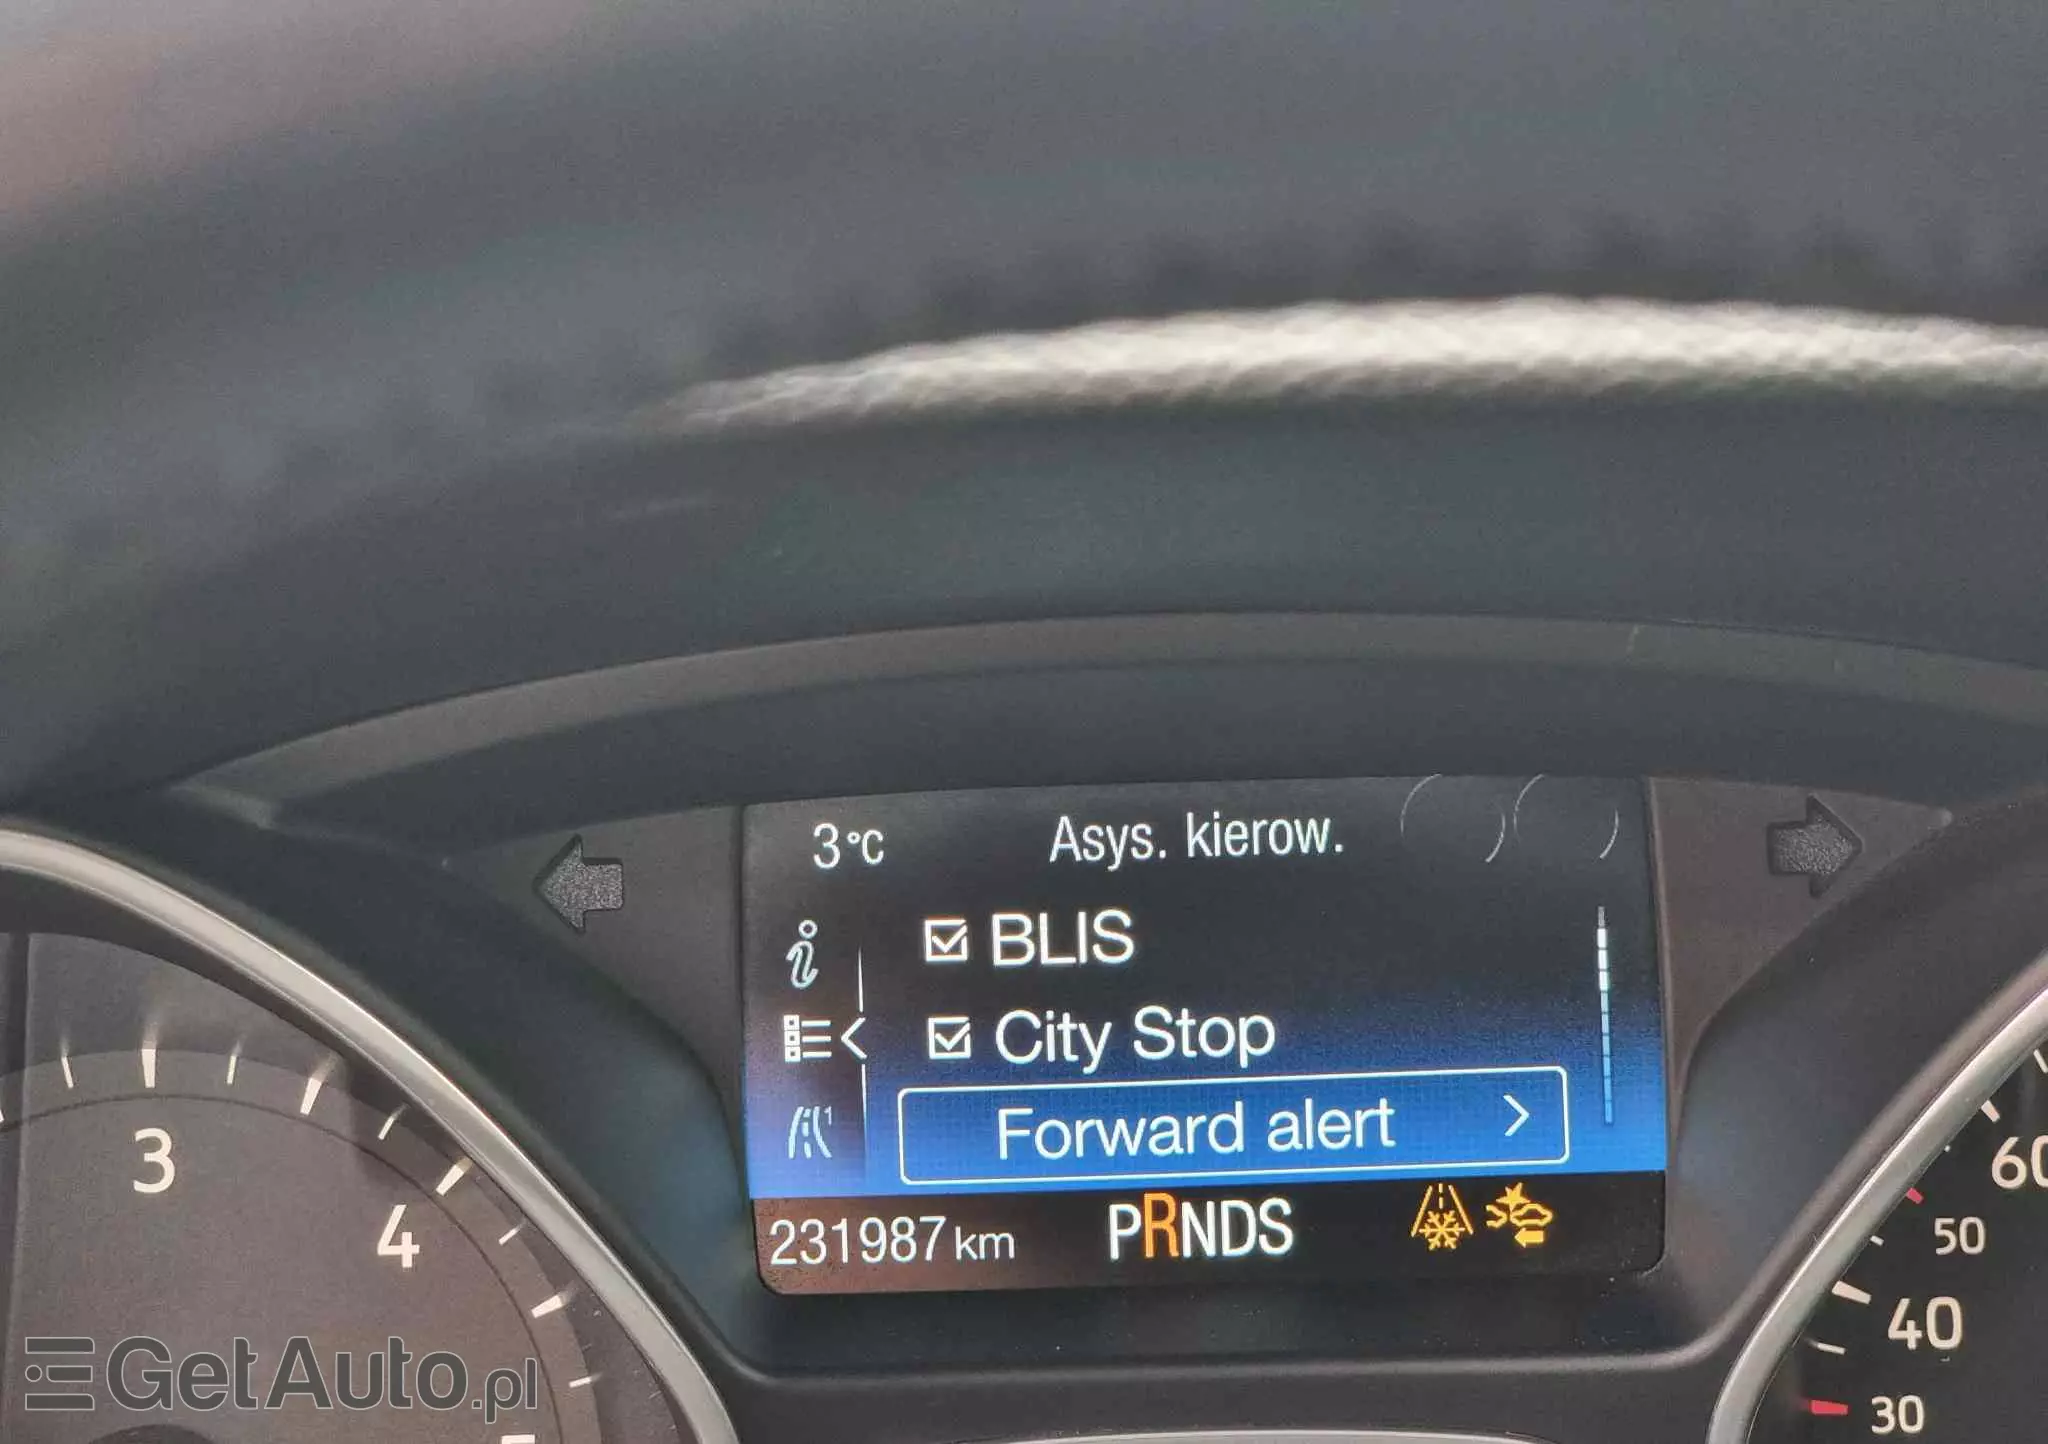 3°C Asys. kierow.
BLIS
City Stop
Forward alert
1
231987 km PRNDS
3
4
60
50
40
30
GetAuto.pl